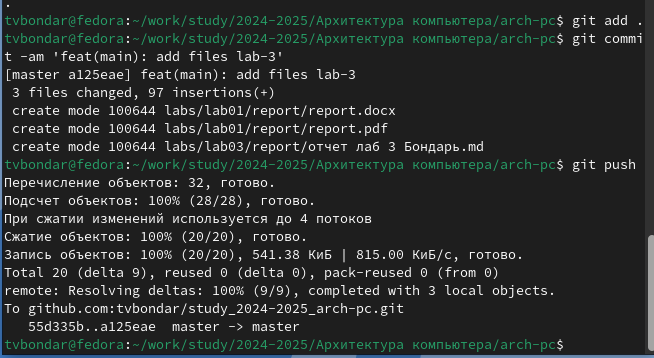 .
tvbondar@fedora:~/work/study/2024-2025/Архитектура компьютера/arch-pc$ git add .
tvbondar@fedora:~/work/study/2024-2025/Архитектура компьютера/arch-pc$ git commi
t -am 'feat(main): add files lab-3'
[master a125eae] feat(main): add files lab-3
 3 files changed, 97 insertions(+)
 create mode 100644 labs/lab01/report/report.docx
 create mode 100644 labs/lab01/report/report.pdf
 create mode 100644 labs/lab03/report/отчет лаб 3 Бондарь.md
tvbondar@fedora:~/work/study/2024-2025/Архитектура компьютера/arch-pc$ git push
Перечисление объектов: 32, готово.
Подсчет объектов: 100% (28/28), готово.
При сжатии изменений используется до 4 потоков
Сжатие объектов: 100% (20/20), готово.
Запись объектов: 100% (20/20), 541.38 КиБ | 815.00 КиБ/с, готово.
Total 20 (delta 9), reused 0 (delta 0), pack-reused 0 (from 0)
remote: Resolving deltas: 100% (9/9), completed with 3 local objects.
To github.com:tvbondar/study_2024-2025_arch-pc.git
   55d335b..a125eae  master -> master
tvbondar@fedora:~/work/study/2024-2025/Архитектура компьютера/arch-pc$